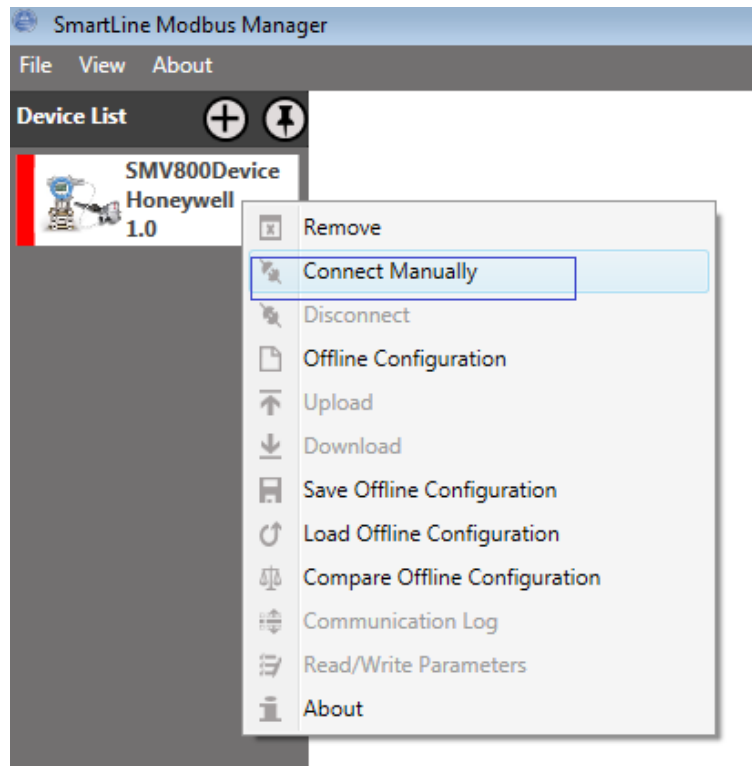 SmartLine Modbus Manager
File View About
Device List
SMV800Device
Honeywell
1.0
Remove
Connect Manually
Disconnect
Offline Configuration
Upload
Download
Save Offline Configuration
Load Offline Configuration
Compare Offline Configuration
Communication Log
Read/Write Parameters
About